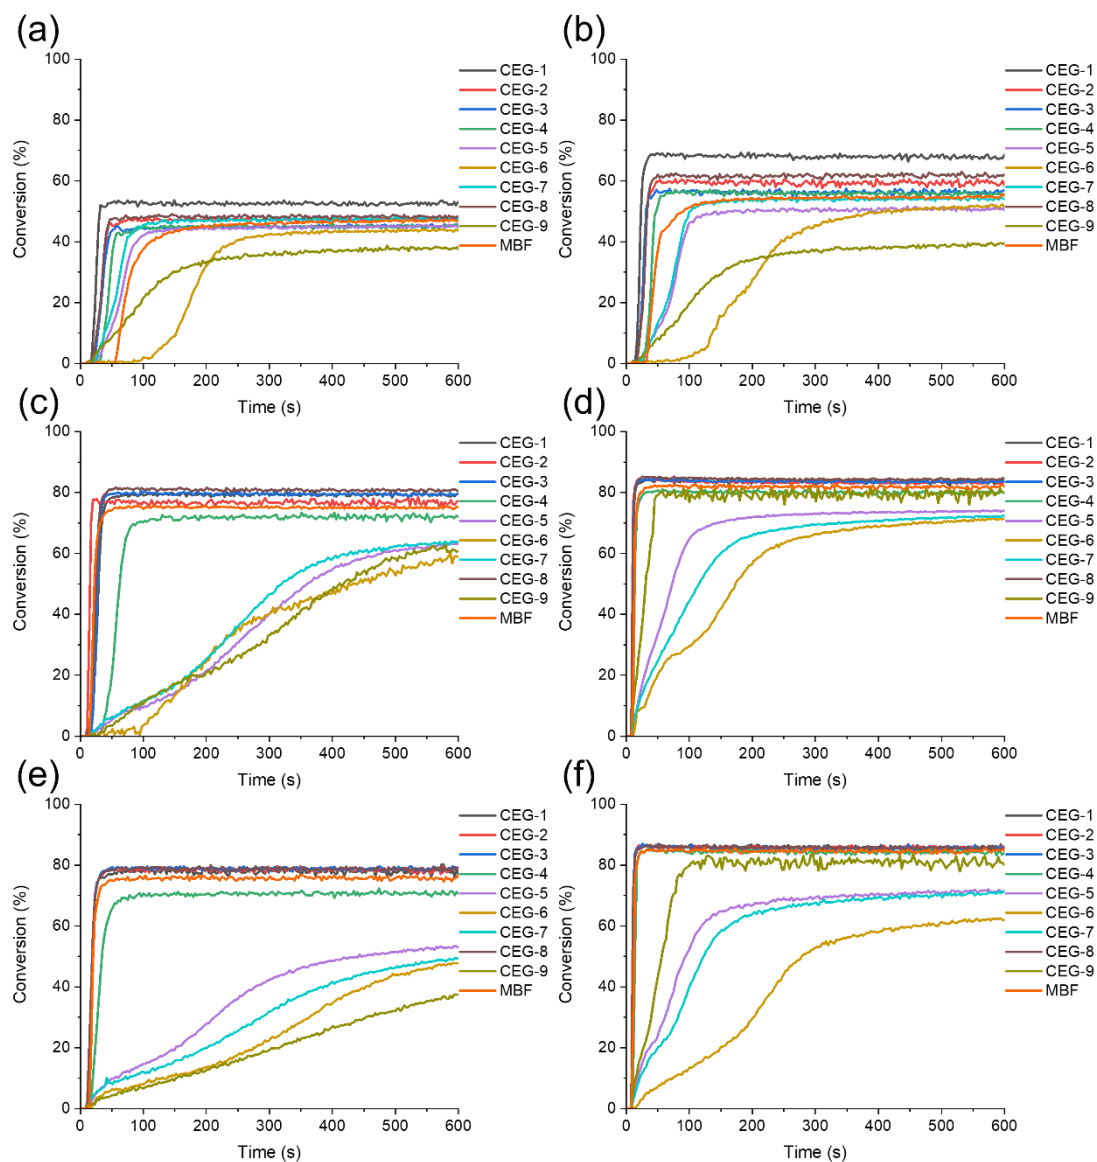 (a)
Conversion (%)
100
80
60
40
20
0
0 100 200 300 400 500 600
Time (s)
CEG-1
CEG-2
CEG-3
CEG-4
CEG-5
CEG-6
CEG-7
CEG-8
CEG-9
MBF
(b)
Conversion (%)
100
80
60
40
20
0
0 100 200 300 400 500 600
Time (s)
CEG-1
CEG-2
CEG-3
CEG-4
CEG-5
CEG-6
CEG-7
CEG-8
CEG-9
MBF
(c)
Conversion (%)
100
80
60
40
20
0
0 100 200 300 400 500 600
Time (s)
CEG-1
CEG-2
CEG-3
CEG-4
CEG-5
CEG-6
CEG-7
CEG-8
CEG-9
MBF
(d)
Conversion (%)
100
80
60
40
20
0
0 100 200 300 400 500 600
Time (s)
CEG-1
CEG-2
CEG-3
CEG-4
CEG-5
CEG-6
CEG-7
CEG-8
CEG-9
MBF
(e)
Conversion (%)
100
80
60
40
20
0
0 100 200 300 400 500 600
Time (s)
CEG-1
CEG-2
CEG-3
CEG-4
CEG-5
CEG-6
CEG-7
CEG-8
CEG-9
MBF
(f)
Conversion (%)
100
80
60
40
20
0
0 100 200 300 400 500 600
Time (s)
CEG-1
CEG-2
CEG-3
CEG-4
CEG-5
CEG-6
CEG-7
CEG-8
CEG-9
MBF